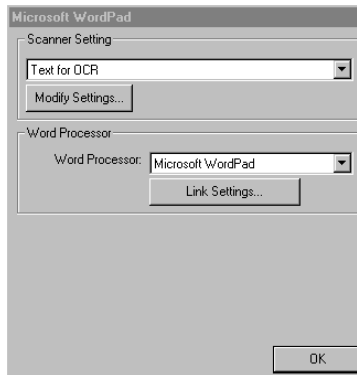 Microsoft WordPad
Scanner Setting
Text for OCR
Modify Settings...
Word Processor
Word Processor: Microsoft WordPad
Link Settings...
OK